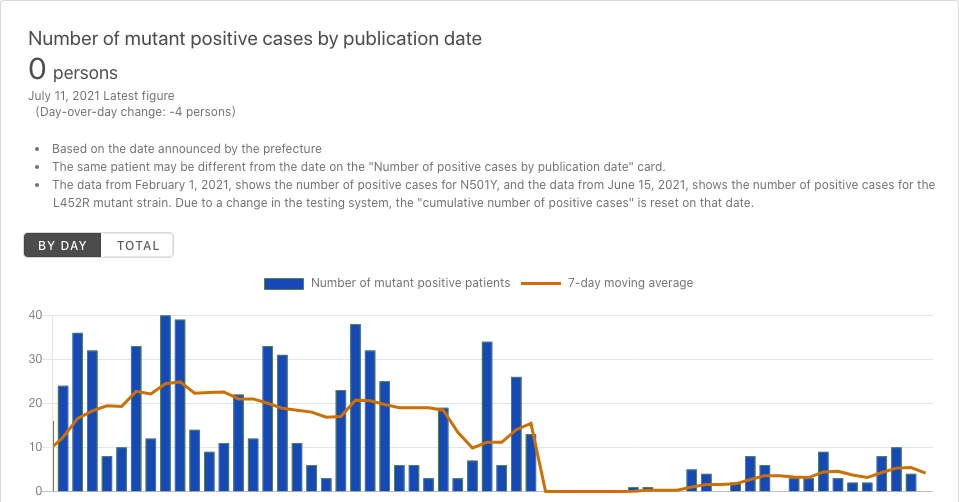 Number of mutant positive cases by publication date
0 persons
July 11, 2021 Latest figure
(Day-over-day change: -4 persons)
• Based on the date announced by the prefecture
• The same patient may be different from the date on the "Number of positive cases by publication date" card.
• The data from February 1, 2021, shows the number of positive cases for N501Y, and the data from June 15, 2021, shows the number of positive cases for the
L452R mutant strain. Due to a change in the testing system, the "cumulative number of positive cases" is reset on that date.
BY DAY TOTAL
Number of mutant positive patients 7-day moving average
40
30
20
10
0